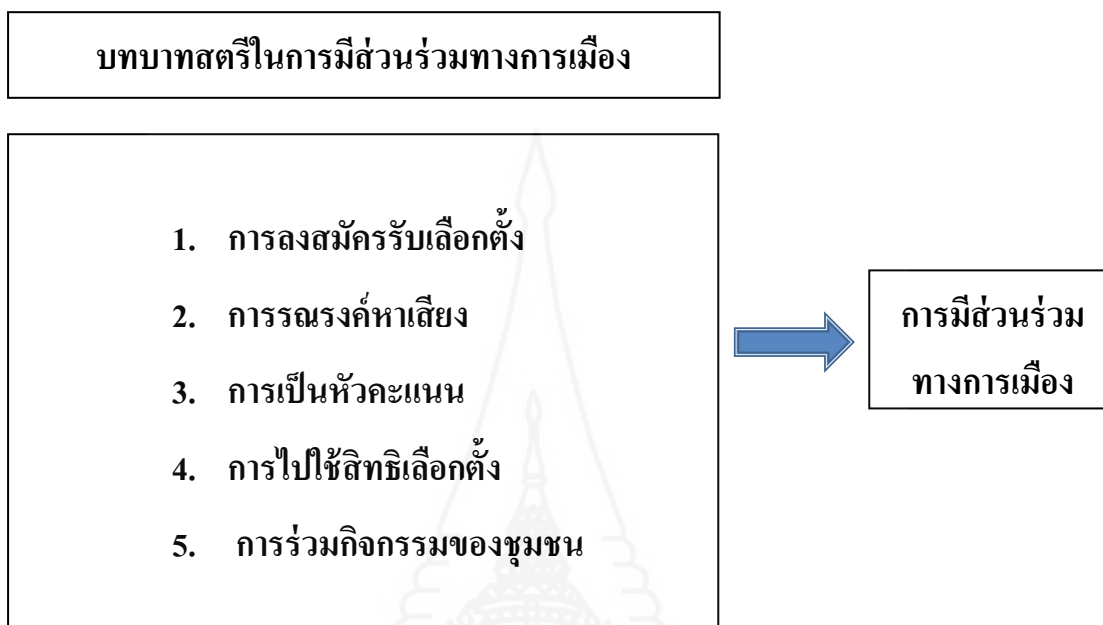 บทบาทสตรีในการมีส่วนร่วมทางการเมือง
1. การลงสมัครรับเลือกตั้ง
2. การรณรงค์หาเสียง
3. การเป็นหัวคะแนน
4. การไปใช้สิทธิเลือกตั้ง
5. การร่วมกิจกรรมของชุมชน
การมีส่วนร่วม
ทางการเมือง